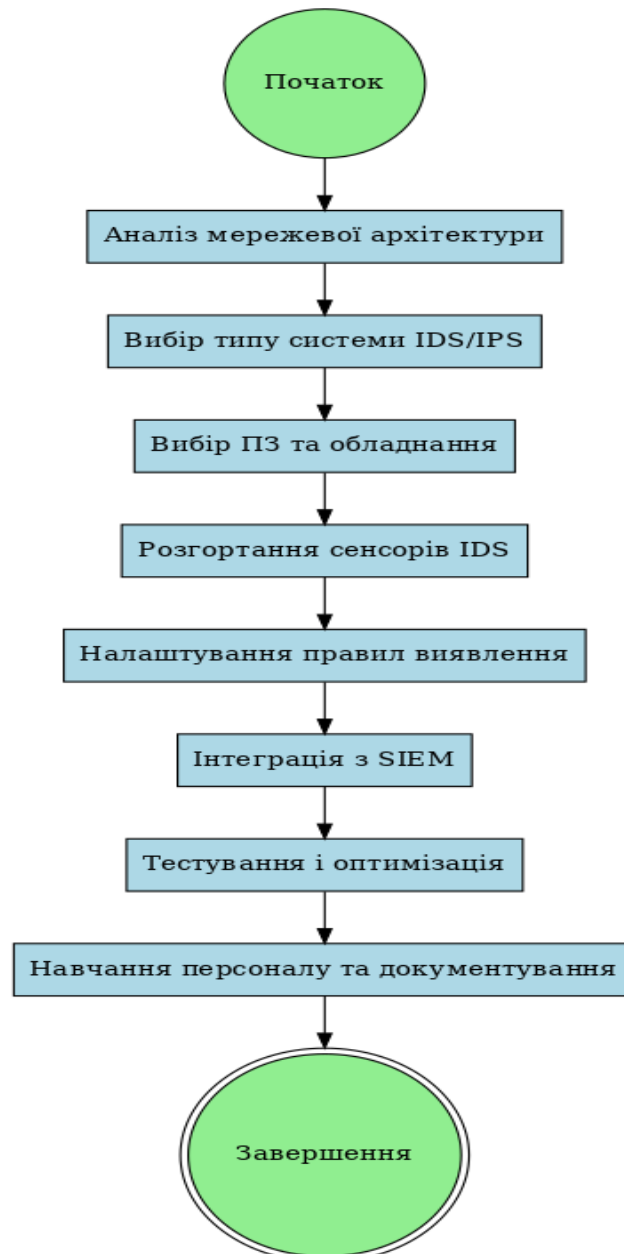 Початок
Аналіз мережевої архітектури
Вибір типу системи IDS/IPS
Вибір ПЗ та обладнання
Розгортання сенсорів IDS
Налаштування правил виявлення
Інтеграція з SIEM
Тестування і оптимізація
Навчання персоналу та документування
Завершення